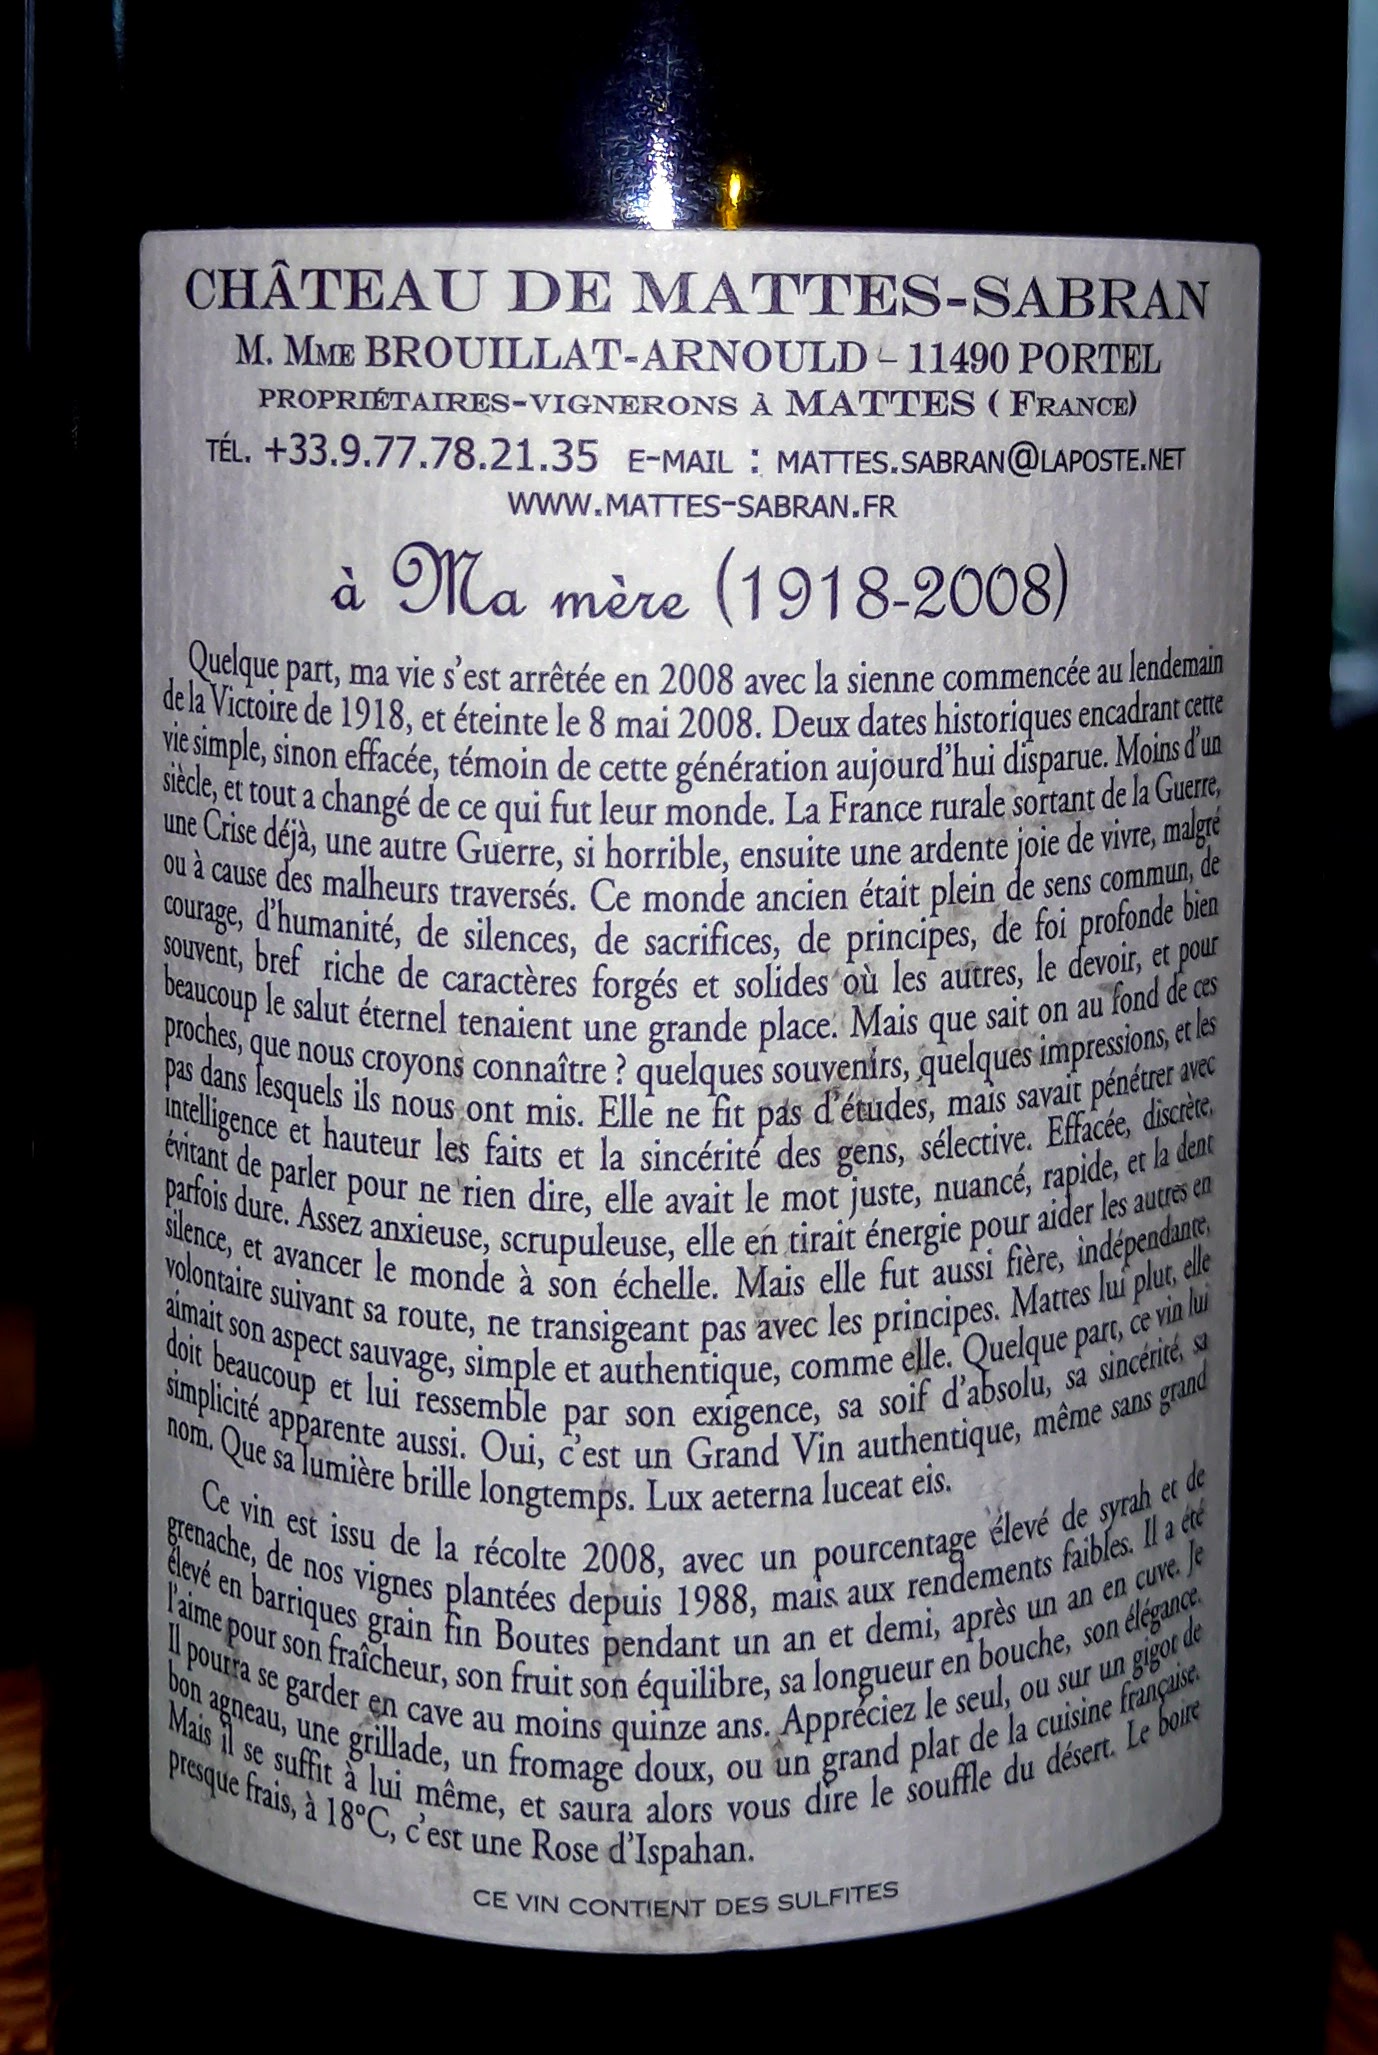 CHÂTEAU DE MATTES-SABRAN
M. MME BROUILLAT-ARNOULD – 11490 PORTEL
PROPRIÉTAIRES-VIGNERONS À MATTES ( FRANCE)
TÉL. +33.9.77.78.21.35 E-MAIL : MATTES.SABRAN@LAPOSTE.NET
WWW.MATTES-SABRAN.FR
à Ma mère (1918-2008)
Quelque part, ma vie s'est arrêtée en 2008 avec la sienne commencée au lendemain
de la Victoire de 1918, et éteinte le 8 mai 2008. Deux dates historiques encadrant cette
vie simple, sinon effacée, témoin de cette génération aujourd'hui disparue. Moins d'un
siècle, et tout a changé de ce qui fut leur monde. La France rurale sortant de la Guerre,
une Crise déjà, une autre Guerre, si horrible, ensuite une ardente joie de vivre, malgré
ou à cause des malheurs traversés. Ce monde ancien était plein de sens commun, de
courage, d'humanité, de silences, de sacrifices, de principes, de foi profonde bien
souvent, bref riche de caractères forgés et solides où les autres, le devoir, et pour
beaucoup le salut éternel tenaient une grande place. Mais que sait on au fond de ces
proches, que nous croyons connaître ? quelques souvenirs, quelques impressions, et les
pas dans lesquels ils nous ont mis. Elle ne fit pas d'études, mais savait pénétrer avec
intelligence et hauteur les faits et la sincérité des gens, sélective. Effacée, discrète,
évitant de parler pour ne rien dire, elle avait le mot juste, nuancé, rapide, et la dent
parfois dure. Assez anxieuse, scrupuleuse, elle en tirait énergie pour aider les autres en
silence, et avancer le monde à son échelle. Mais elle fut aussi fière, indépendante,
volontaire suivant sa route, ne transigeant pas avec les principes. Mattes lui plut, elle
aimait son aspect sauvage, simple et authentique, comme elle. Quelque part, ce vin lui
doit beaucoup et lui ressemble par son exigence, sa soif d'absolu, sa sincérité, sa
simplicité apparente aussi. Oui, c'est un Grand Vin authentique, même sans grand
nom. Que sa lumière brille longtemps. Lux aeterna luceat eis.
Ce vin est issu de la récolte 2008, avec un pourcentage élevé de syrah et de
grenache, de nos vignes plantées depuis 1988, mais aux rendements faibles. Il a été
élevé en barriques grain fin Boutes pendant un an et demi, après un an en cuve. Je
l'aime pour son fraîcheur, son fruit son équilibre, sa longueur en bouche, son élégance.
Il pourra se garder en cave au moins quinze ans. Appréciez le seul, ou sur un gigot de
bon agneau, une grillade, un fromage doux, ou un grand plat de la cuisine française.
Mais il se suffit à lui même, et saura alors vous dire le souffle du désert. Le boire
presque frais, à 18°C, c'est une Rose d'Ispahan.
CE VIN CONTIENT DES SULFITES